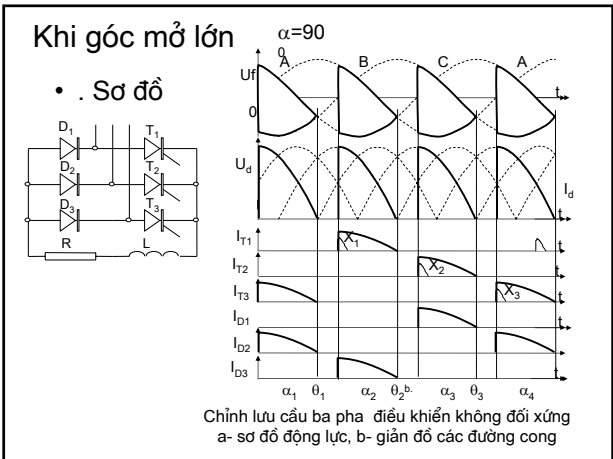 Khi góc mở lớn
α=90
0
• . Sơ đồ
D1 T1
D2 T2
D3 T3
R L
A B C A
Uf
0
t
Ud
Id
t
IT1 X1 t
IT2 X2 t
IT3 X3 t
ID1 t
ID2 t
ID3 t
α1 θ1 α2 θ2 b. α3 θ3 α4
Chỉnh lưu cầu ba pha điều khiển không đối xứng
a- sơ đồ động lực, b- giản đồ các đường cong